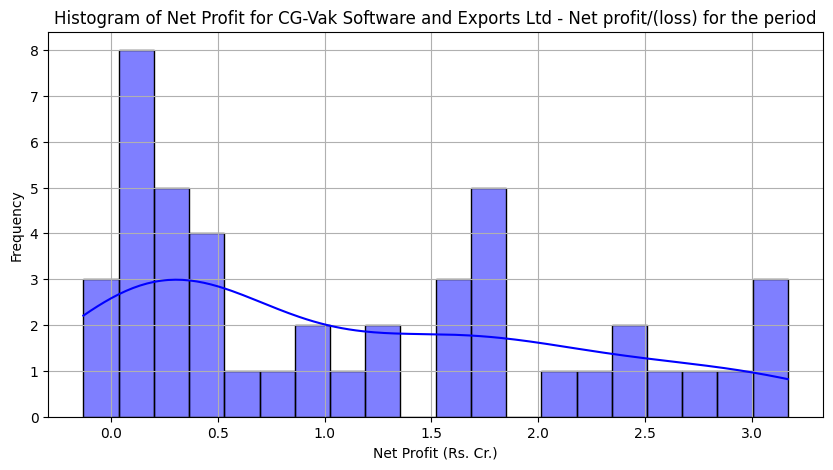 Histogram of Net Profit for CG-Vak Software and Exports Ltd - Net profit/(loss) for the period
8
7
6
5
4
3
2
1
0
Frequency
0.0 0.5 1.0 1.5 2.0 2.5 3.0
Net Profit (Rs. Cr.)